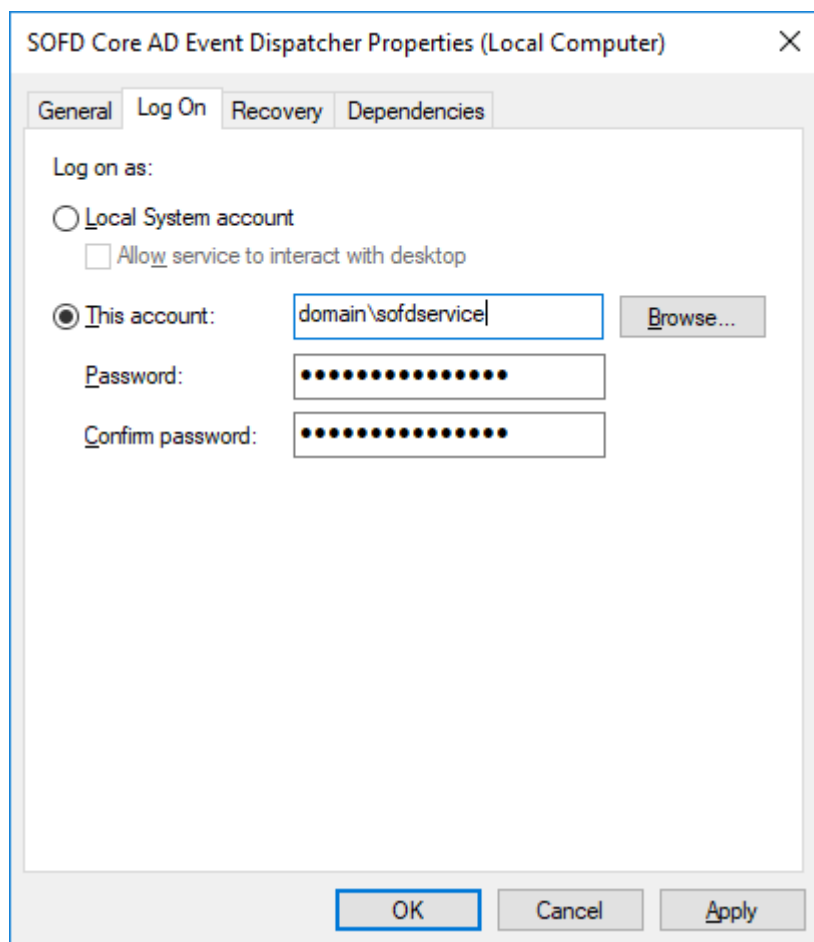 SOFD Core AD Event Dispatcher Properties (Local Computer)
General Log On Recovery Dependencies
Log on as:
Local System account
Allow service to interact with desktop
This account: domain\sofdservice Browse...
Password: ●●●●●●●●●●●●●●●
Confirm password: ●●●●●●●●●●●●●●●
OK Cancel Apply